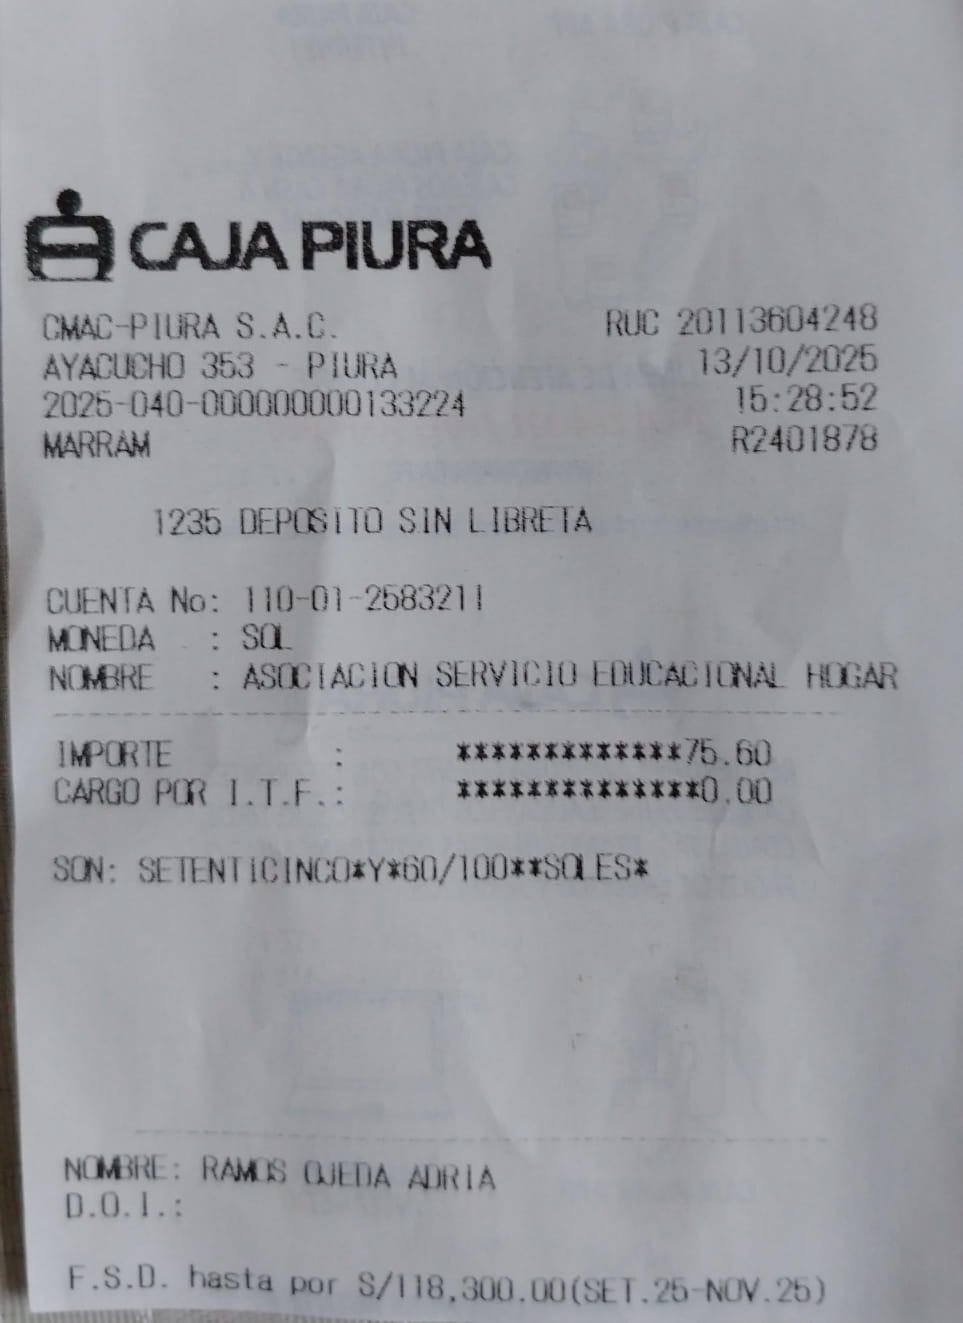 CAJA PIURA
CMAC-PIURA S.A.C. RUC 20113604248
AYACUCHO 353 - PIURA 13/10/2025
2025-040-000000000133224 15:28:52
MARRAM R2401878
1235 DEPOSITO SIN LIBRETA
CUENTA No: 110-01-2583211
MONEDA : SOL
NOMBRE : ASOCIACION SERVICIO EDUCACIONAL HOGAR
IMPORTE : *************75.60
CARGO POR I.T.F.: **************0.00
SON: SETENTICINCO*Y*60/100**SOLES*
NOMBRE: RAMOS OJEDA ADRIA
D.O.I.:
F.S.D. hasta por S/118,300.00(SET.25-NOV.25)